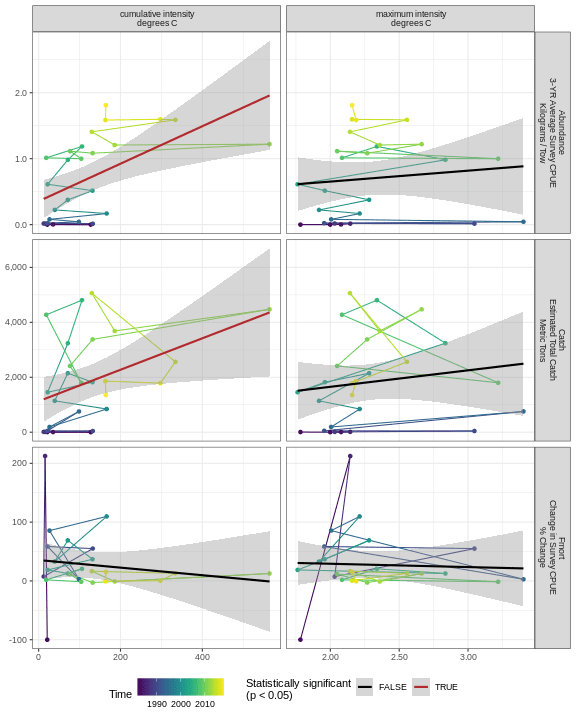 cumulative intensity
degrees C
maximum intensity
degrees C
2.0
1.0
0.0
Abundance
3-YR Average Survey CPUE
Kilograms / Tow
6,000
4,000
2,000
0
Catch
Estimated Total Catch
Metric Tons
200
100
0
-100
Fmort
Change in Survey CPUE
% Change
0
200
400
2.00
2.50
3.00
Time
1990
2000
2010
Statistically significant
(p < 0.05)
FALSE
TRUE